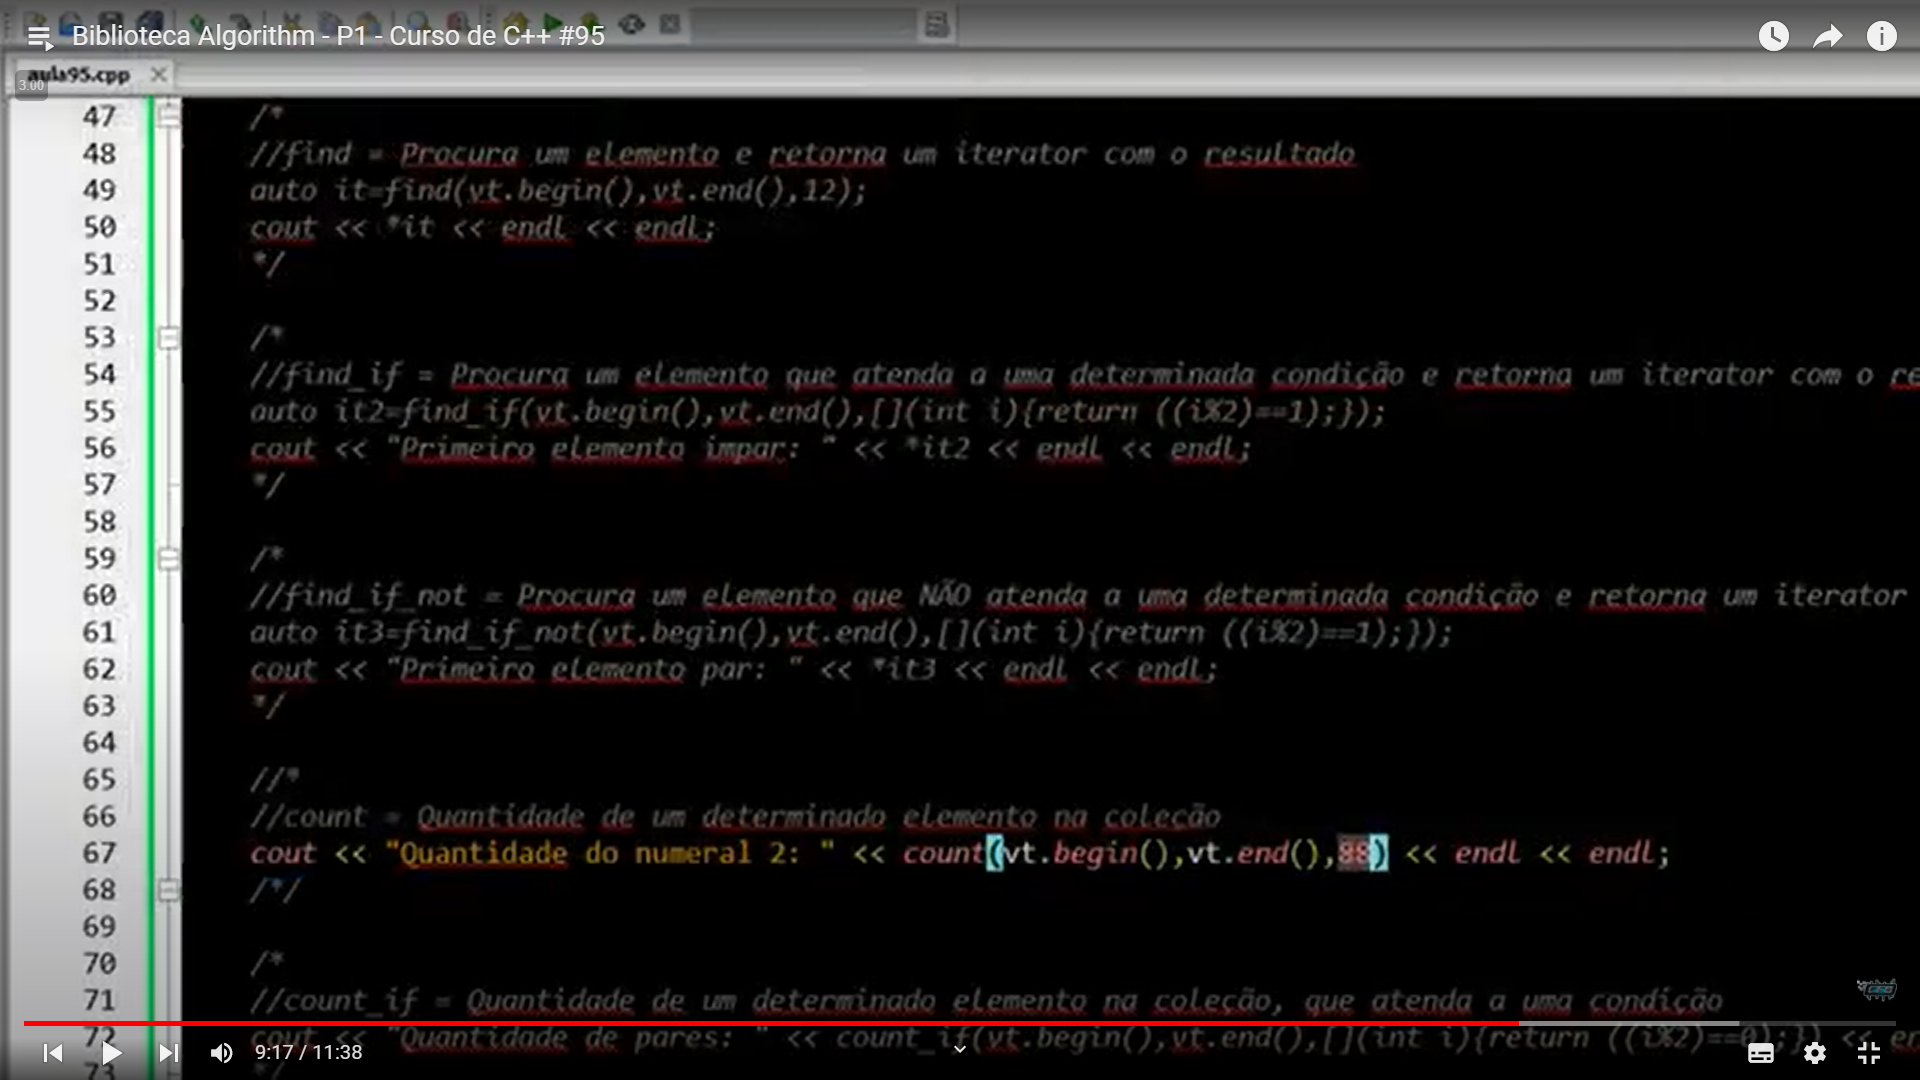 Biblioteca Algorithm - P1 - Curso de C++ #95
aula95.cpp
3.00
47 /*
48 //find = Procura um elemento e retorna um iterator com o resultado
49 auto it=find(vt.begin(),vt.end(),12);
50 cout << *it << endl << endl;
51 */
52
53 /*
54 //find_if = Procura um elemento que atenda a uma determinada condição e retorna um iterator com o re
55 auto it2=find_if(vt.begin(),vt.end(),[](int i){return ((i%2)==1);});
56 cout << "Primeiro elemento impar: " << *it2 << endl << endl;
57 */
58
59 /*
60 //find_if_not = Procura um elemento que NÃO atenda a uma determinada condição e retorna um iterator
61 auto it3=find_if_not(vt.begin(),vt.end(),[](int i){return ((i%2)==1);});
62 cout << "Primeiro elemento par: " << *it3 << endl << endl;
63 */
64
65 //*
66 //count = Quantidade de um determinado elemento na coleção
67 cout << "Quantidade do numeral 2: " << count(vt.begin(),vt.end(),88) << endl << endl;
68 /*/
69
70 /*
71 //count_if = Quantidade de um determinado elemento na coleção, que atenda a uma condição
72 cout << "Quantidade de pares: " << count_if(vt.begin(),vt.end(),[](int i){return ((i%2)==0);}) << en
73 */
9:17 / 11:38